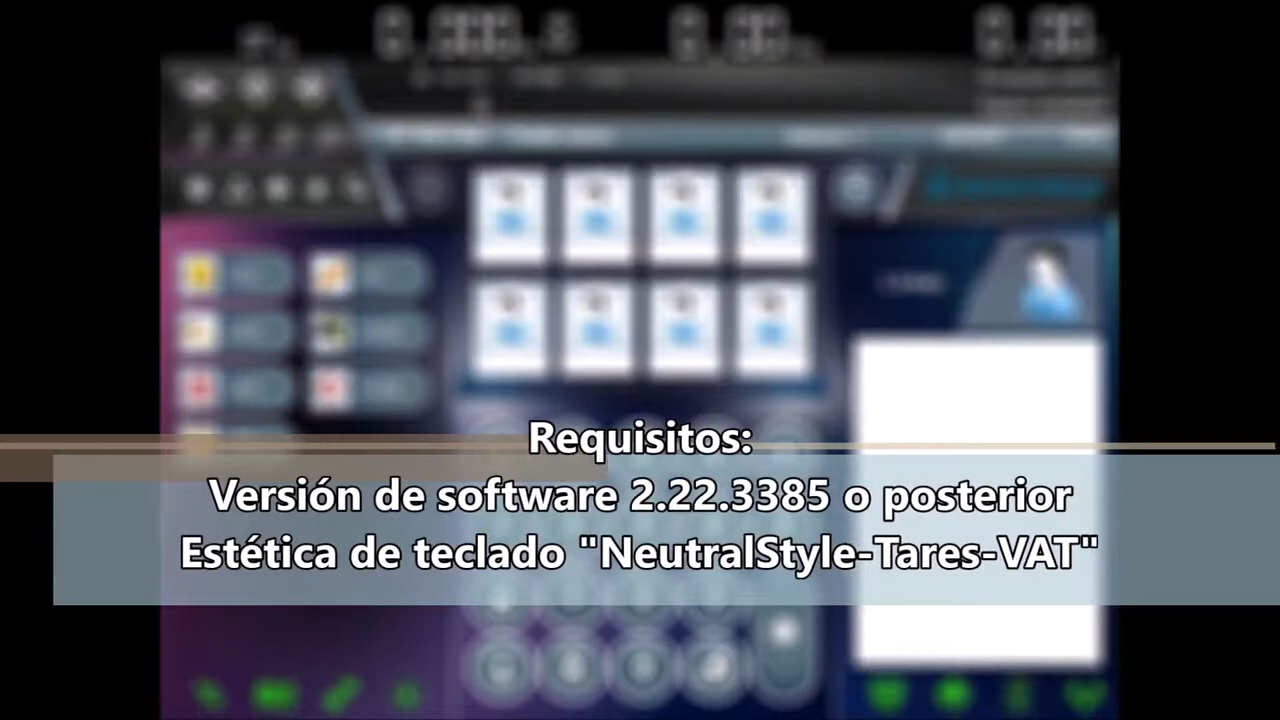 Requisitos:
Versión de software 2.22.3385 o posterior
Estética de teclado "NeutralStyle-Tares-VAT"